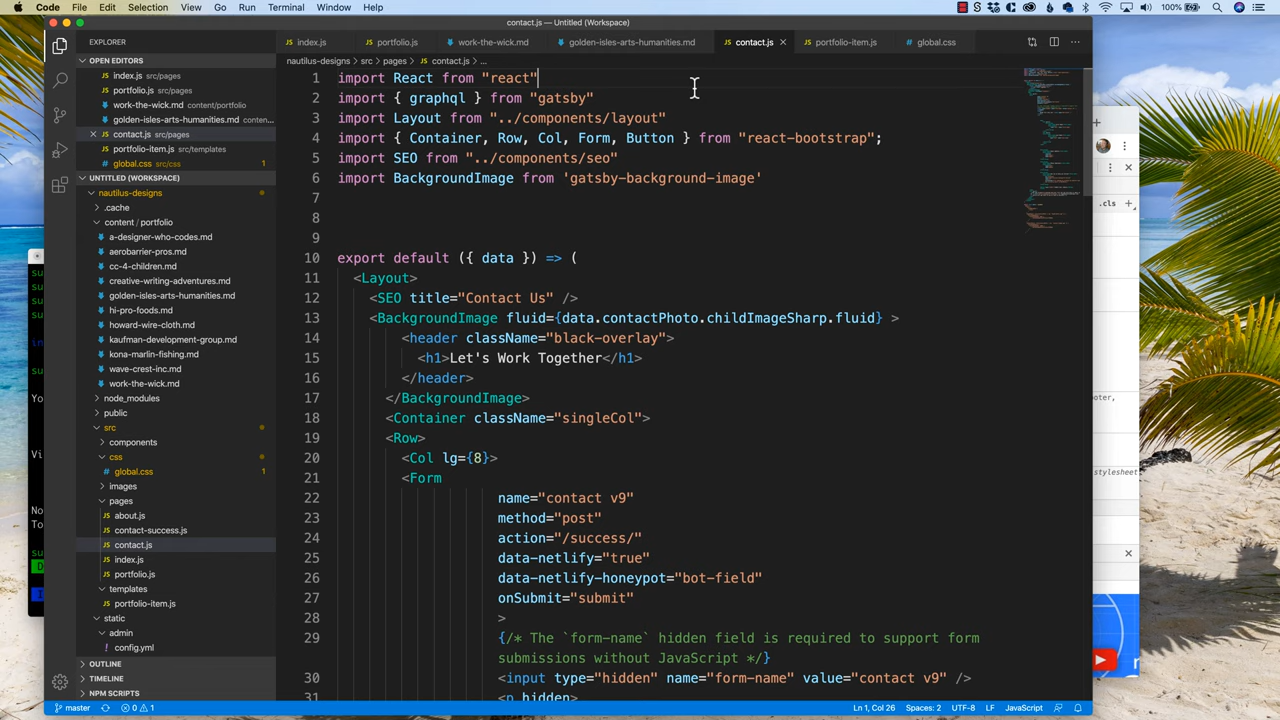 Code File Edit Selection View Go Run Terminal Window Help 100%
contact.js — Untitled (Workspace)
EXPLORER
index.js portfolio.js work-the-wick.md golden-isles-arts-humanities.md contact.js portfolio-item.js global.css
OPEN EDITORS
index.js src/pages
portfolio.js src/pages
work-the-wick.md content/portfolio
golden-isles-arts-humanities.md conten...
contact.js src/pages
portfolio-item.js src/templates
global.css src/css 1
UNTITLED (WORKSPACE)
nautilus-designs
.cache
content / portfolio
a-designer-who-codes.md
aerobarrier-pros.md
cc-4-children.md
creative-writing-adventures.md
golden-isles-arts-humanities.md
hi-pro-foods.md
howard-wire-cloth.md
kaufman-development-group.md
kona-marlin-fishing.md
wave-crest-inc.md
work-the-wick.md
node_modules
public
src
components
css
global.css 1
images
pages
about.js
contact-success.js
contact.js
index.js
portfolio.js
templates
portfolio-item.js
static
admin
config.yml
OUTLINE
TIMELINE
NPM SCRIPTS
nautilus-designs > src > pages > contact.js > ...
1 import React from "react"
2 import { graphql } from "gatsby"
3 import Layout from "../components/layout"
4 import { Container, Row, Col, Form, Button } from "react-bootstrap";
5 import SEO from "../components/seo"
6 import BackgroundImage from 'gatsby-background-image'
7
8
9
10 export default ({ data }) => (
11 <Layout>
12 <SEO title="Contact Us" />
13 <BackgroundImage fluid={data.contactPhoto.childImageSharp.fluid} >
14 <header className="black-overlay">
15 <h1>Let's Work Together</h1>
16 </header>
17 </BackgroundImage>
18 <Container className="singleCol">
19 <Row>
20 <Col lg={8}>
21 <Form
22 name="contact v9"
23 method="post"
24 action="/success/"
25 data-netlify="true"
26 data-netlify-honeypot="bot-field"
27 onSubmit="submit"
28 >
29 {/* The `form-name` hidden field is required to support form
submissions without JavaScript */}
30 <input type="hidden" name="form-name" value="contact v9" />
31 <p hidden>
.cls
ooter,
stylesheet
master 0 1 Ln 1, Col 26 Spaces: 2 UTF-8 LF JavaScript